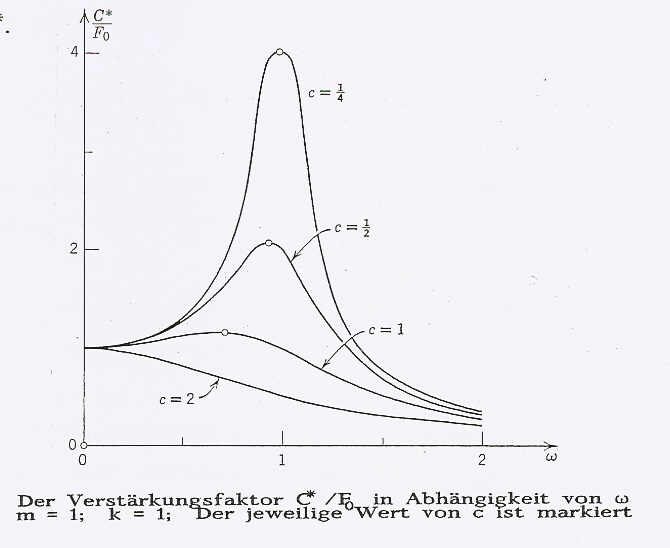 *.
C*
F₀
4
c = 1/4
2
c = 1/2
c = 1
c = 2
0
0 1 2 ω
Der Verstärkungsfaktor C* /F₀ in Abhängigkeit von ω
m = 1; k = 1; Der jeweilige Wert von c ist markiert